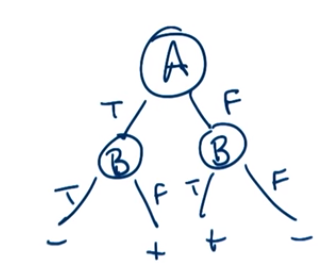 A
T F
B B
T F T F
- + + -